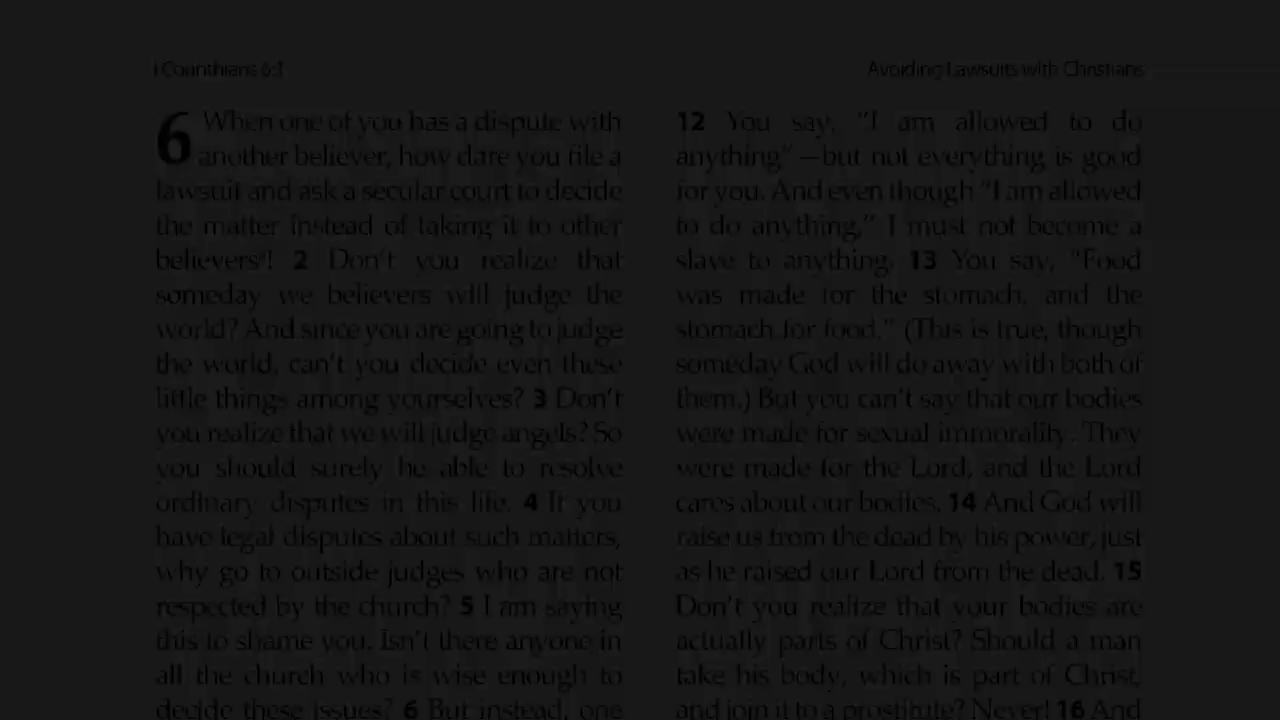 1 Corinthians 6:1
Avoiding Lawsuits with Christians
6 When one of you has a dispute with
another believer, how dare you file a
lawsuit and ask a secular court to decide
the matter instead of taking it to other
believersᵃ! 2 Don't you realize that
someday we believers will judge the
world? And since you are going to judge
the world, can't you decide even these
little things among yourselves? 3 Don't
you realize that we will judge angels? So
you should surely be able to resolve
ordinary disputes in this life. 4 If you
have legal disputes about such matters,
why go to outside judges who are not
respected by the church? 5 I am saying
this to shame you. Isn't there anyone in
all the church who is wise enough to
decide these issues? 6 But instead, one
12 You say, “I am allowed to do
anything”—but not everything is good
for you. And even though “I am allowed
to do anything,” I must not become a
slave to anything. 13 You say, “Food
was made for the stomach, and the
stomach for food.” (This is true, though
someday God will do away with both of
them.) But you can't say that our bodies
were made for sexual immorality. They
were made for the Lord, and the Lord
cares about our bodies. 14 And God will
raise us from the dead by his power, just
as he raised our Lord from the dead. 15
Don't you realize that your bodies are
actually parts of Christ? Should a man
take his body, which is part of Christ,
and join it to a prostitute? Never! 16 And